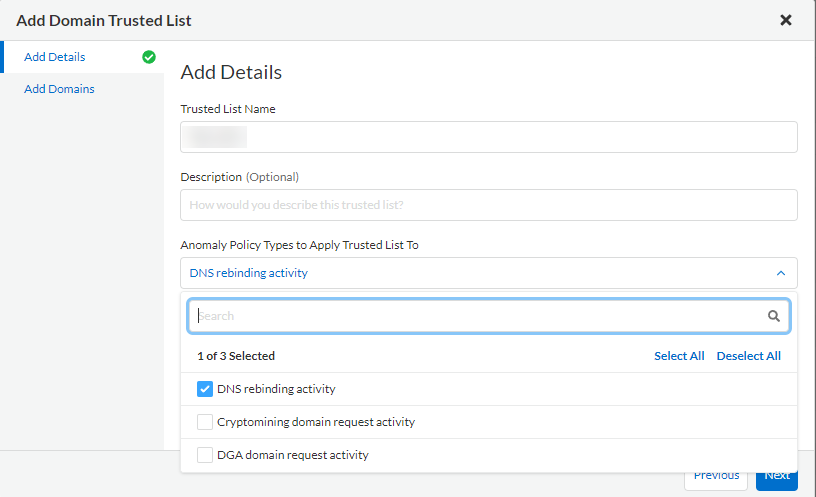 Add Domain Trusted List
Add Details
Add Domains
Add Details
Trusted List Name
Description (Optional)
How would you describe this trusted list?
Anomaly Policy Types to Apply Trusted List To
DNS rebinding activity
Search
1 of 3 Selected
Select All Deselect All
DNS rebinding activity
Cryptomining domain request activity
DGA domain request activity
Previous Next